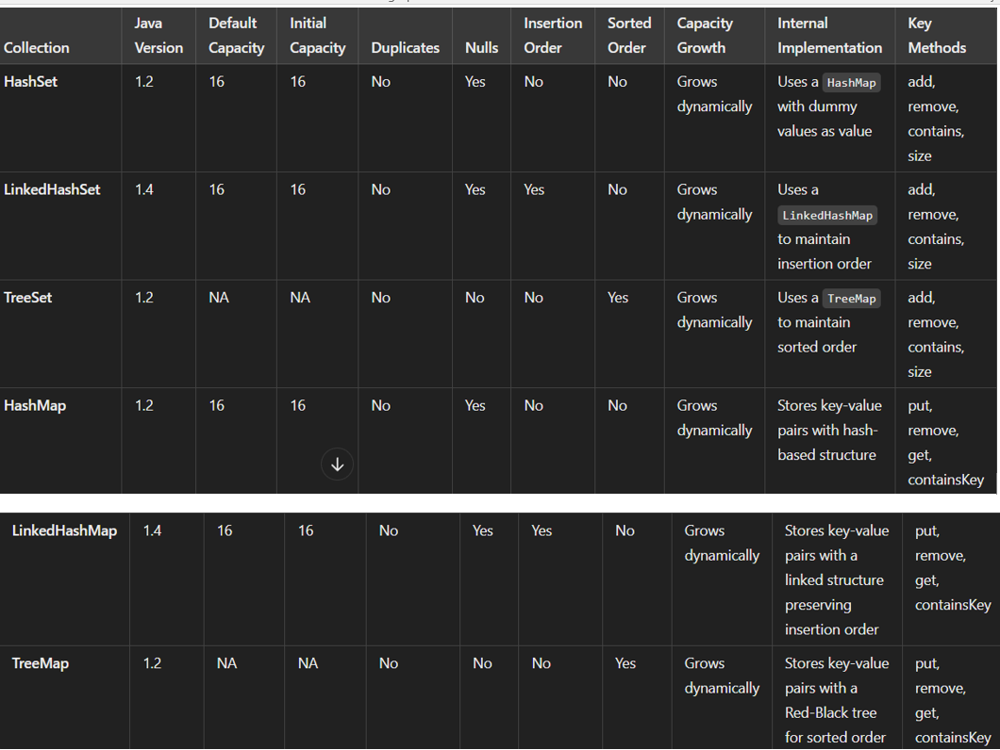 Collection Java Version Default Capacity Initial Capacity Duplicates Nulls Insertion Order Sorted Order Capacity Growth Internal Implementation Key Methods
HashSet 1.2 16 16 No Yes No No Grows dynamically Uses a HashMap with dummy values as value add, remove, contains, size
LinkedHashSet 1.4 16 16 No Yes Yes No Grows dynamically Uses a LinkedHashMap to maintain insertion order add, remove, contains, size
TreeSet 1.2 NA NA No No No Yes Grows dynamically Uses a TreeMap to maintain sorted order add, remove, contains, size
HashMap 1.2 16 16 No Yes No No Grows dynamically Stores key-value pairs with hash-based structure put, remove, get, containsKey
LinkedHashMap 1.4 16 16 No Yes Yes No Grows dynamically Stores key-value pairs with a linked structure preserving insertion order put, remove, get, containsKey
TreeMap 1.2 NA NA No No No Yes Grows dynamically Stores key-value pairs with a Red-Black tree for sorted order put, remove, get, containsKey